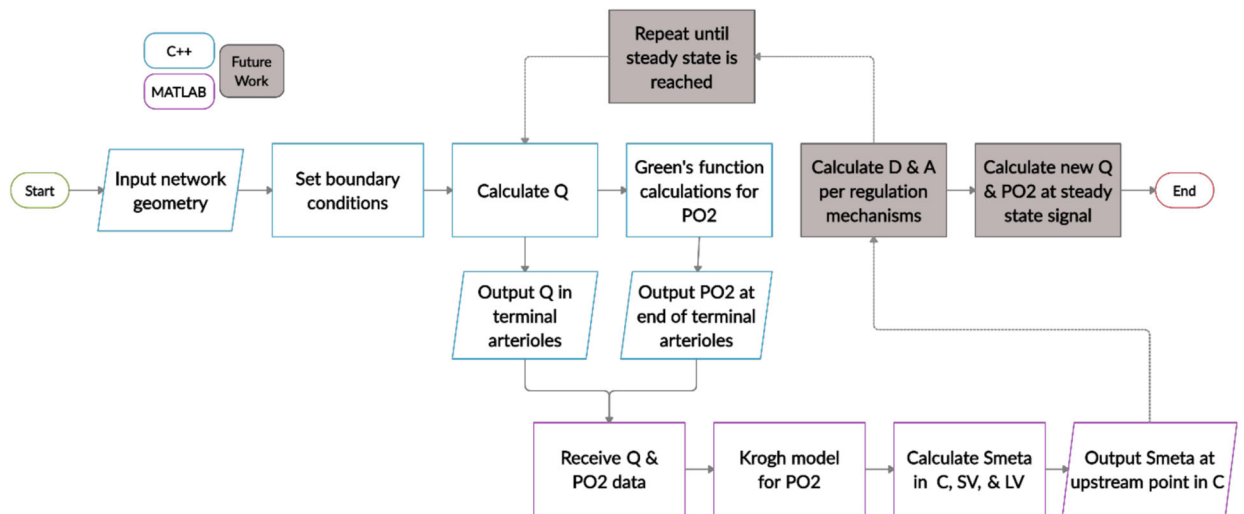 C++
MATLAB
Future
Work
Repeat until
steady state is
reached
Start
Input network
geometry
Set boundary
conditions
Calculate Q
Green's function
calculations for
PO2
Calculate D & A
per regulation
mechanisms
Calculate new Q
& PO2 at steady
state signal
End
Output Q in
terminal
arterioles
Output PO2 at
end of terminal
arterioles
Receive Q &
PO2 data
Krogh model
for PO2
Calculate Smeta
in C, SV, & LV
Output Smeta at
upstream point in C